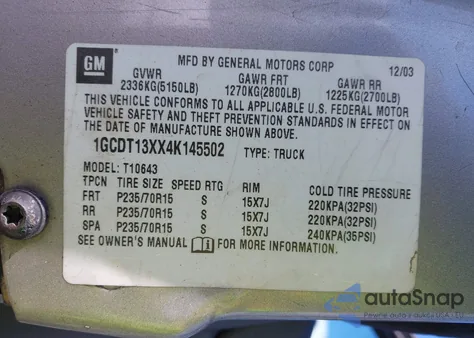 GM
MFD BY GENERAL MOTORS CORP 12/03
GVWR GAWR FRT GAWR RR
2336KG(5150LB) 1270KG(2800LB) 1225KG(2700LB)
THIS VEHICLE CONFORMS TO ALL APPLICABLE U.S. FEDERAL MOTOR
VEHICLE SAFETY AND THEFT PREVENTION STANDARDS IN EFFECT ON
THE DATE OF MANUFACTURE SHOWN ABOVE.
1GCDT13XX4K145502 TYPE: TRUCK
MODEL: T10643
TPCN TIRE SIZE SPEED RTG RIM COLD TIRE PRESSURE
FRT P235/70R15 S 15X7J 220KPA(32PSI)
RR P235/70R15 S 15X7J 220KPA(32PSI)
SPA P235/70R15 S 15X7J 240KPA(35PSI)
SEE OWNER'S MANUAL i FOR MORE INFORMATION.
autoSnap
Pewne auto z aukcji USA